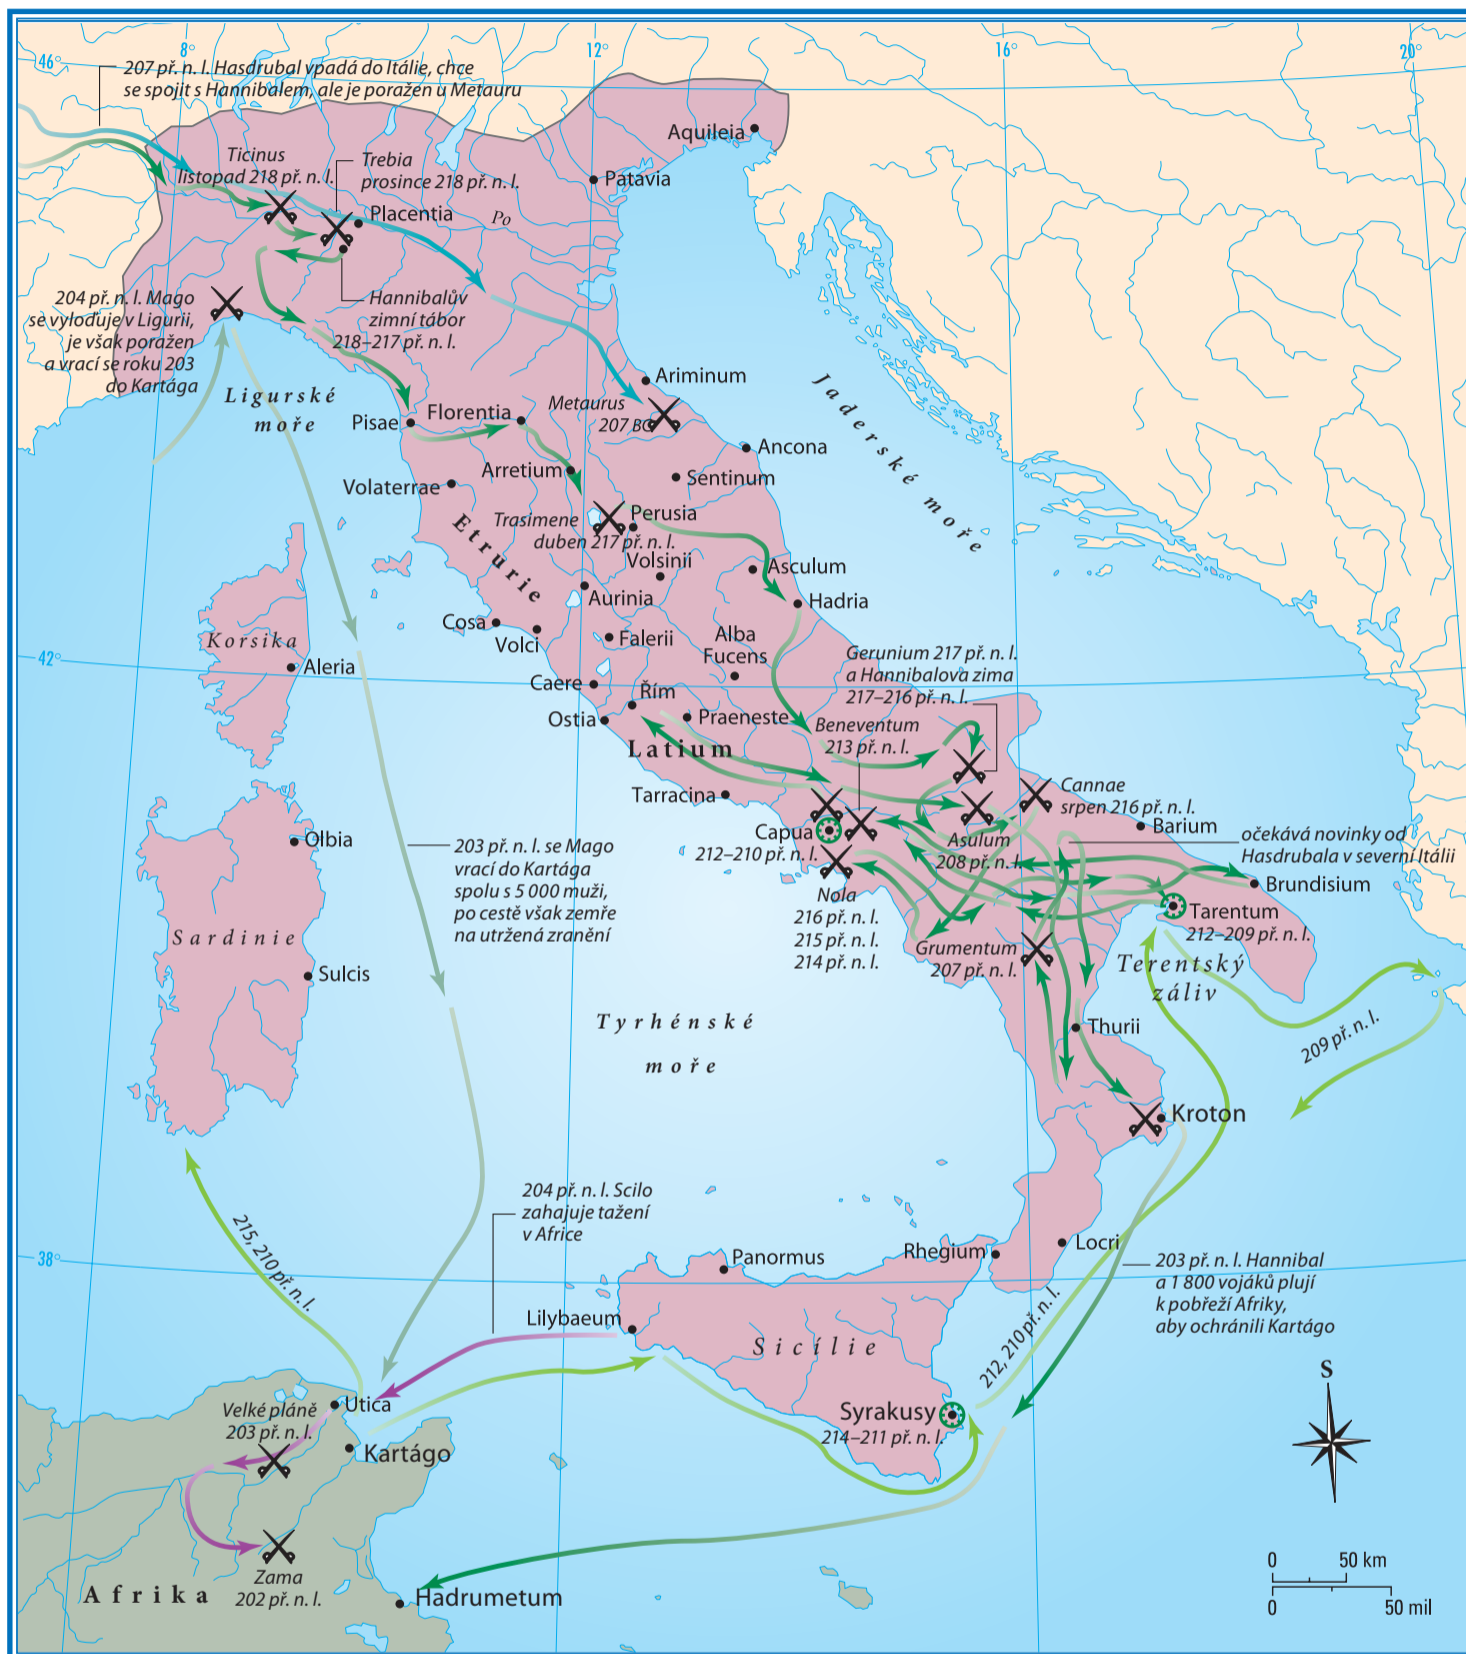 8°
12°
16°
20°
46°
207 př. n. l. Hasdrubal vpadá do Itálie, chce
se spojit s Hannibalem, ale je poražen u Metauru
Aquileia
Ticinus
listopad 218 př. n. l.
Trebia
prosince 218 př. n. l.
Patavia
Placentia
Po
204 př. n. l. Mago
se vyloďuje v Ligurii,
je však poražen
a vrací se roku 203
do Kartága
Hannibalův
zimní tábor
218–217 př. n. l.
Ligurské
moře
Ariminum
Metaurus
207 BC
Jaderské moře
Pisae
Florentia
Ancona
Arretium
Sentinum
Volaterrae
Etrurie
Trasimene
duben 217 př. n. l.
Perusia
Volsinii
Asculum
Aurinia
Hadria
Cosa
Volci
Falerii
Alba
Fucens
Korsika
Aleria
42°
Gerunium 217 př. n. l.
a Hannibalova zima
217–216 př. n. l.
Caere
Řím
Ostia
Praeneste
Latium
Beneventum
213 př. n. l.
Tarracina
Cannae
srpen 216 př. n. l.
Barium
Olbia
Capua
212–210 př. n. l.
Asulum
208 př. n. l.
očekává novinky od
Hasdrubala v severní Itálii
203 př. n. l. se Mago
vrací do Kartága
spolu s 5 000 muži,
po cestě však zemře
na utržená zranění
Brundisium
Nola
216 př. n. l.
215 př. n. l.
214 př. n. l.
Tarentum
212–209 př. n. l.
Sardinie
Grumentum
207 př. n. l.
Terentský
záliv
Sulcis
Tyrhénské
moře
Thurii
209 př. n. l.
Kroton
204 př. n. l. Scilo
zahajuje tažení
v Africe
215, 210 př. n. l.
38°
Panormus
Rhegium
Locri
203 př. n. l. Hannibal
a 1 800 vojáků plují
k pobřeží Afriky,
aby ochránili Kartágo
Lilybaeum
Sicílie
212, 210 př. n. l.
S
Utica
Velké pláně
203 př. n. l.
Kartágo
Syrakusy
214–211 př. n. l.
Zama
202 př. n. l.
Afrika
Hadrumetum
0 50 km
0 50 mil